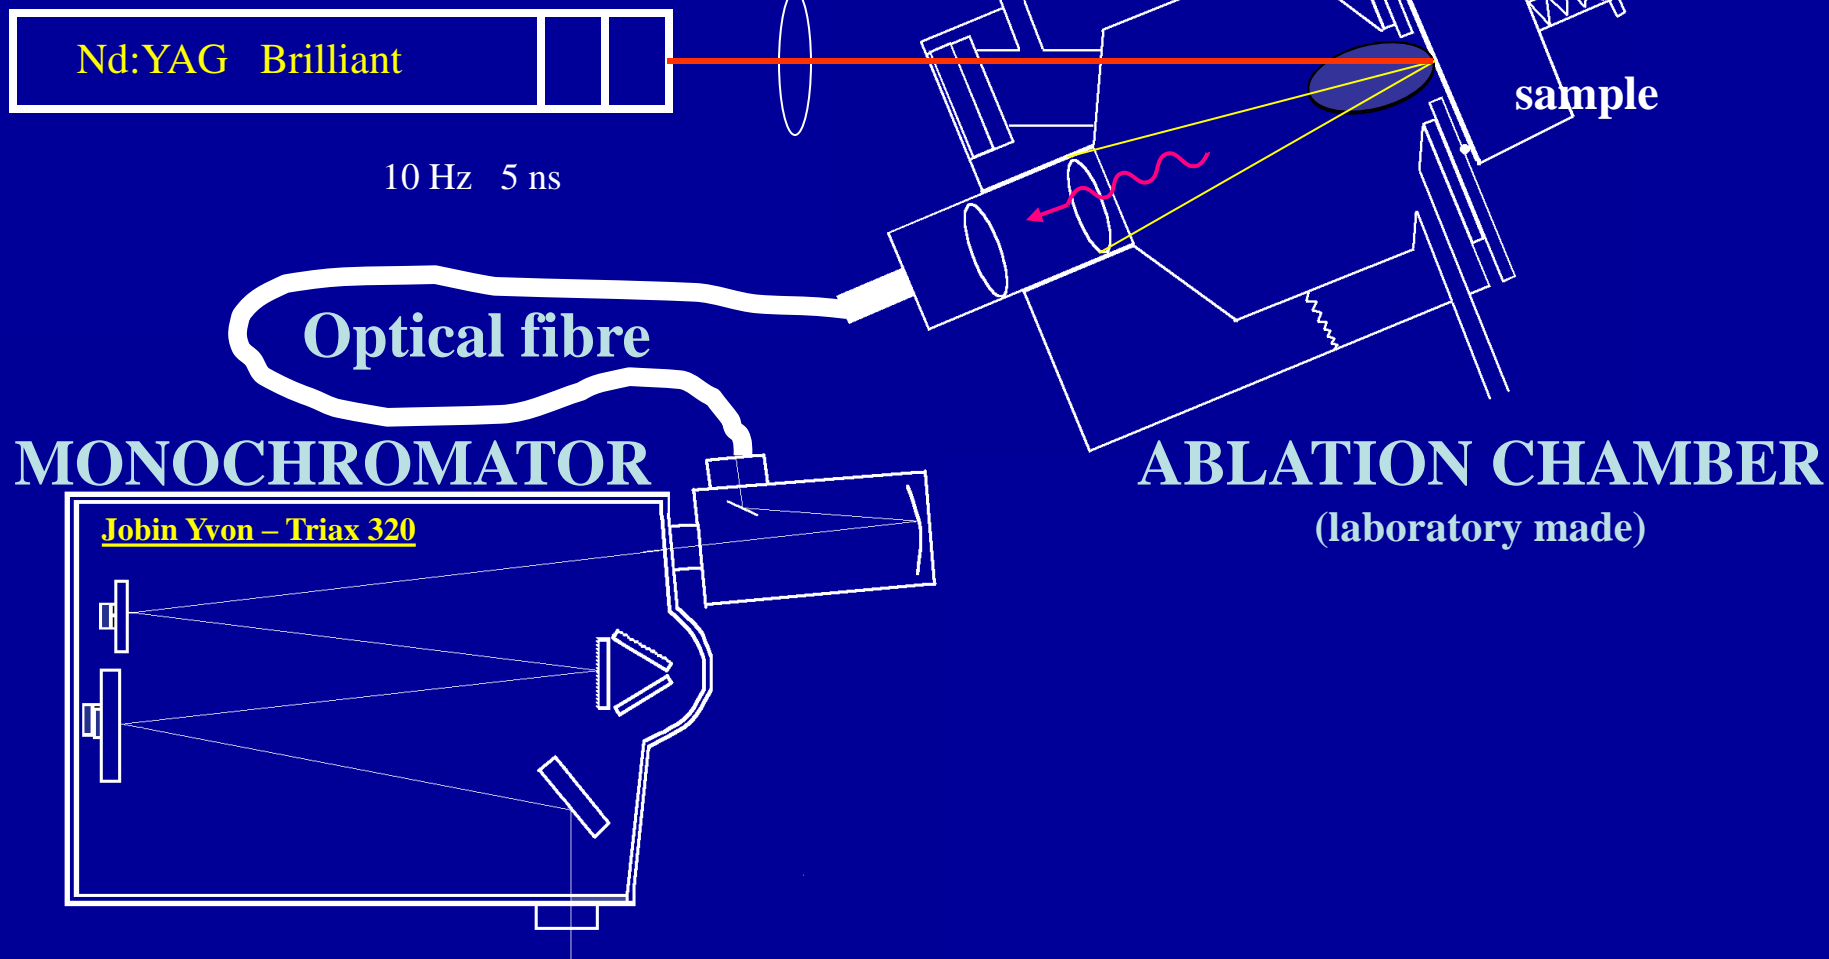 Nd:YAG Brilliant
sample
10 Hz 5 ns
Optical fibre
MONOCHROMATOR
ABLATION CHAMBER
Jobin Yvon – Triax 320
(laboratory made)